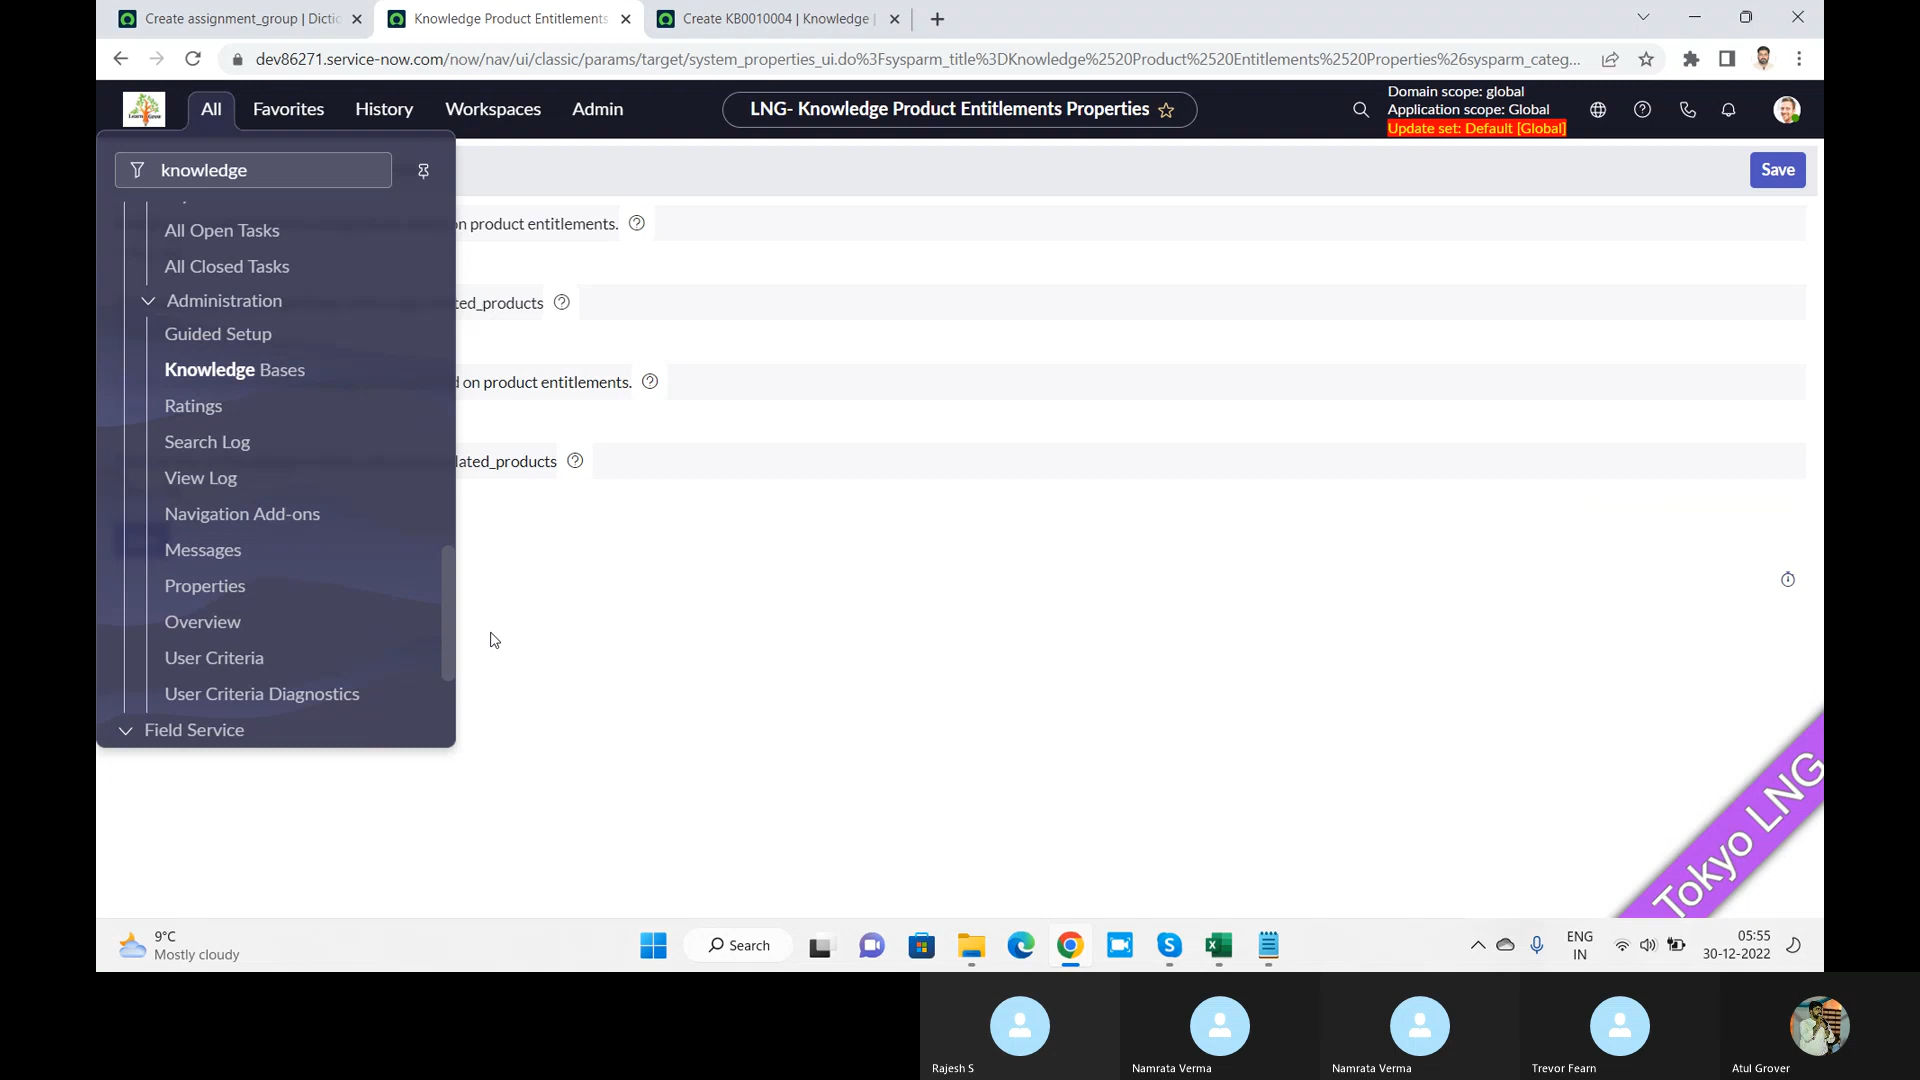 Create assignment_group | Dictio
Knowledge Product Entitlements
Create KB0010004 | Knowledge |
dev86271.service-now.com/now/nav/ui/classic/params/target/system_properties_ui.do%3Fsysparm_title%3DKnowledge%2520Product%2520Entitlements%2520Properties%26sysparm_categ...
All
Favorites
History
Workspaces
Admin
LNG- Knowledge Product Entitlements Properties
Domain scope: global
Application scope: Global
Update set: Default [Global]
knowledge
Save
All Open Tasks
All Closed Tasks
Administration
Guided Setup
Knowledge Bases
Ratings
Search Log
View Log
Navigation Add-ons
Messages
Properties
Overview
User Criteria
User Criteria Diagnostics
Field Service
n product entitlements.
ted_products
on product entitlements.
lated_products
Tokyo LNG
9°C
Mostly cloudy
Search
ENG
IN
05:55
30-12-2022
Rajesh S
Namrata Verma
Namrata Verma
Trevor Fearn
Atul Grover